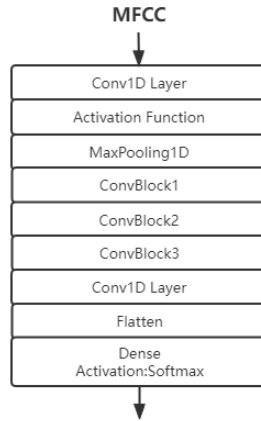 MFCC
Conv1D Layer
Activation Function
MaxPooling1D
ConvBlock1
ConvBlock2
ConvBlock3
Conv1D Layer
Flatten
Dense
Activation:Softmax